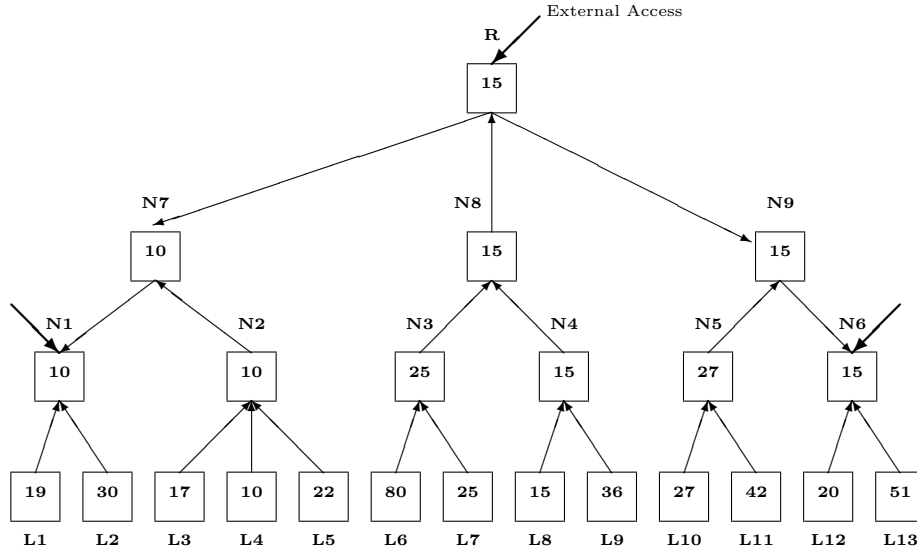 External Access
R
15
N7 N8 N9
10 15 15
N1 N2 N3 N4 N5 N6
10 10 25 15 27 15
19 30 17 10 22 80 25 15 36 27 42 20 51
L1 L2 L3 L4 L5 L6 L7 L8 L9 L10 L11 L12 L13